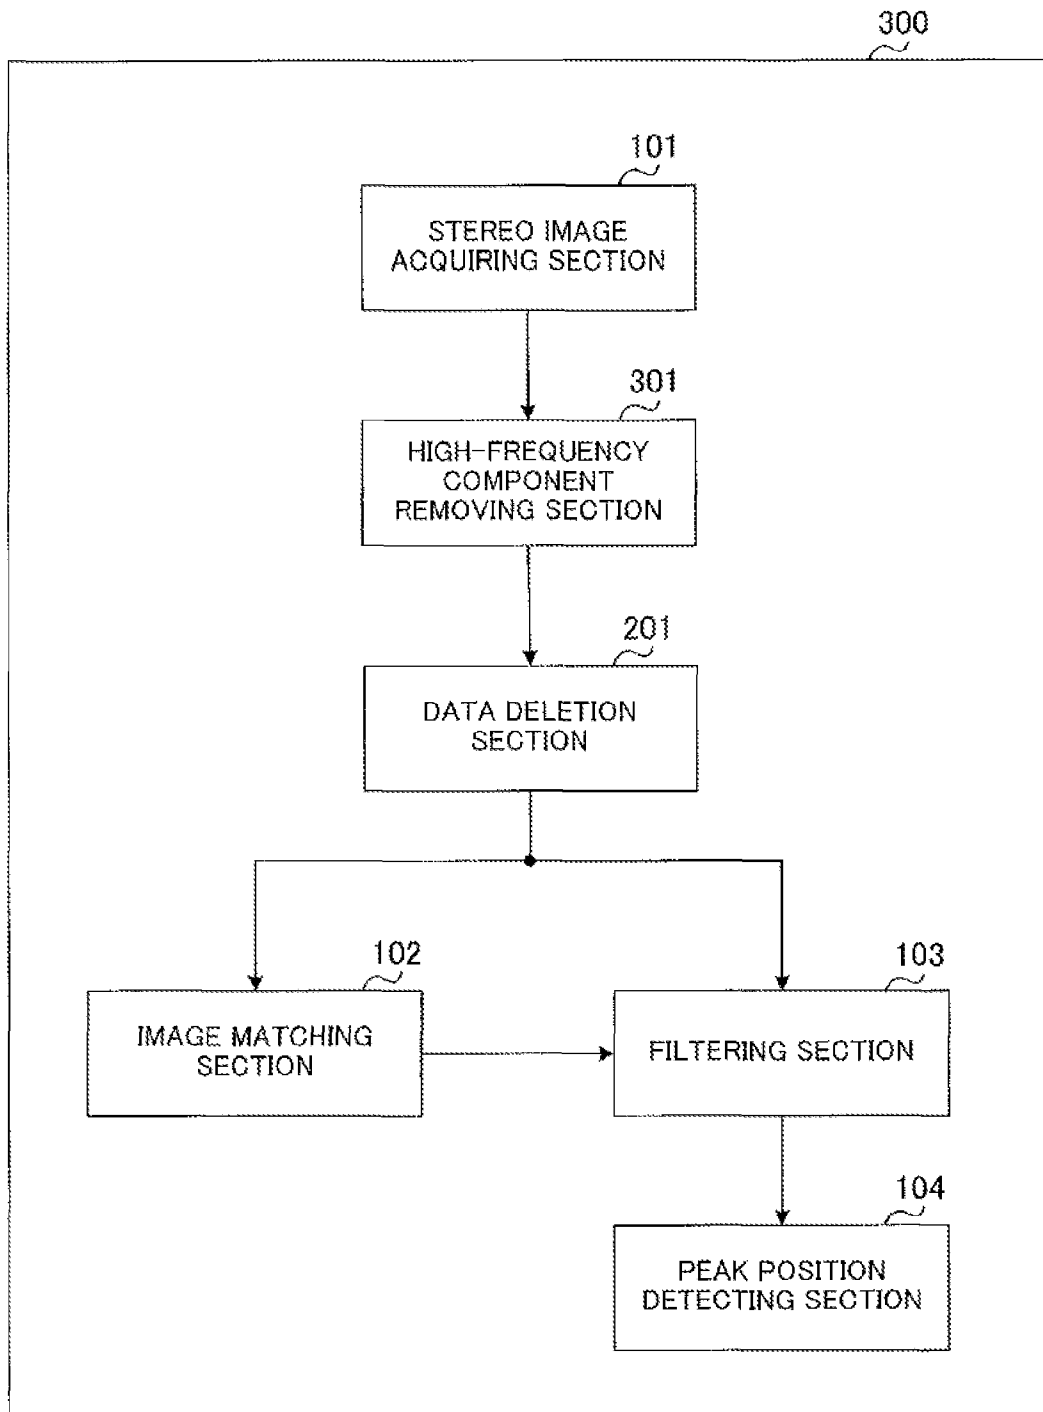 300
101
STEREO IMAGE
ACQUIRING SECTION
301
HIGH-FREQUENCY
COMPONENT
REMOVING SECTION
201
DATA DELETION
SECTION
102
IMAGE MATCHING
SECTION
103
FILTERING SECTION
104
PEAK POSITION
DETECTING SECTION